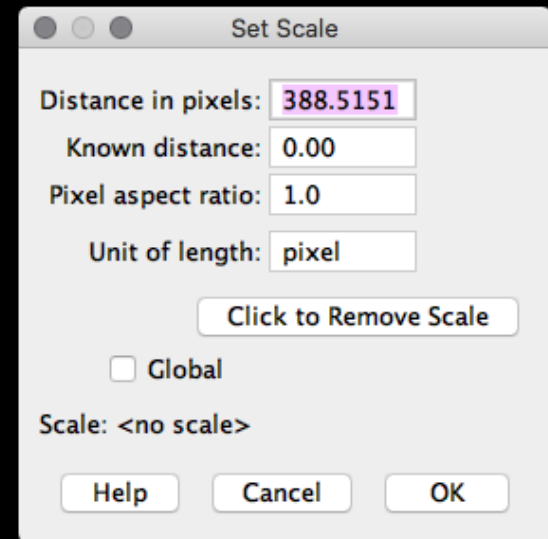 Set Scale
Distance in pixels: 388.5151
Known distance: 0.00
Pixel aspect ratio: 1.0
Unit of length: pixel
Click to Remove Scale
Global
Scale: <no scale>
Help Cancel OK